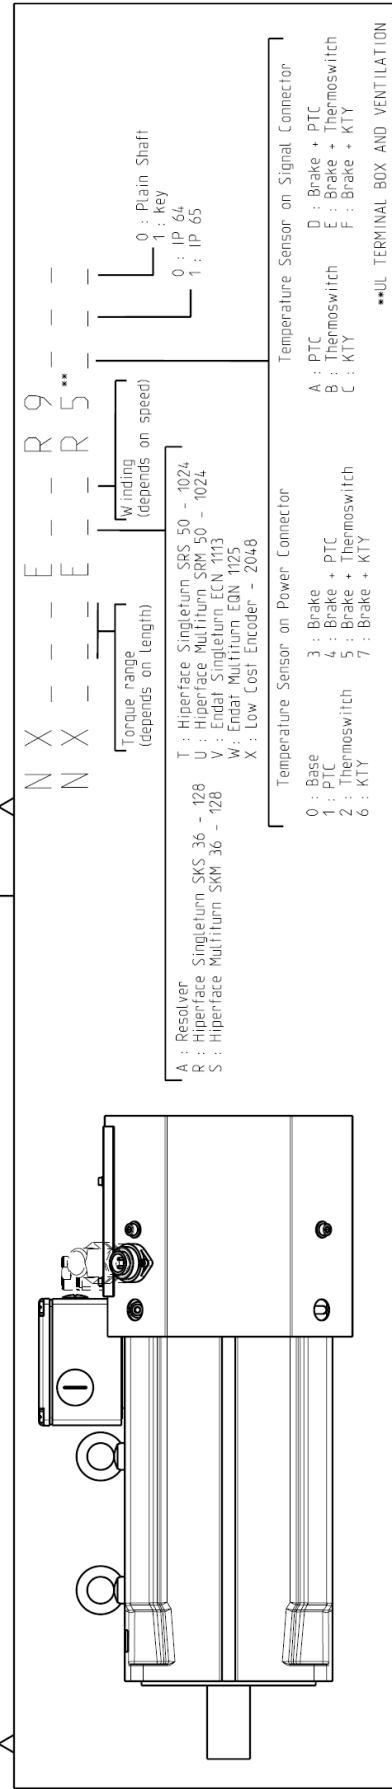 N X _ _ _ E _ _ R 9 _ _ _
N X _ _ _ E _ _ R 5 ** _ _ _
Torque range
(depends on length)
Winding
(depends on speed)
0 : Plain Shaft
1 : Key
0 : IP 64
1 : IP 65
A : Resolver
R : Hiperface Singleturn SKS 36 - 128
S : Hiperface Multiturn SKM 36 - 128
T : Hiperface Singleturn SRS 50 - 1024
U : Hiperface Multiturn SRM 50 - 1024
V : Endat Singleturn ECN 1113
W : Endat Multiturn EQN 1125
X : Low Cost Encoder - 2048
Temperature Sensor on Power Connector
0 : Base
1 : PTC
2 : Thermoswitch
6 : KTY
3 : Brake
4 : Brake + PTC
5 : Brake + Thermoswitch
7 : Brake + KTY
Temperature Sensor on Signal Connector
A : PTC
B : Thermoswitch
C : KTY
D : Brake + PTC
E : Brake + Thermoswitch
F : Brake + KTY
**UL TERMINAL BOX AND VENTILATION